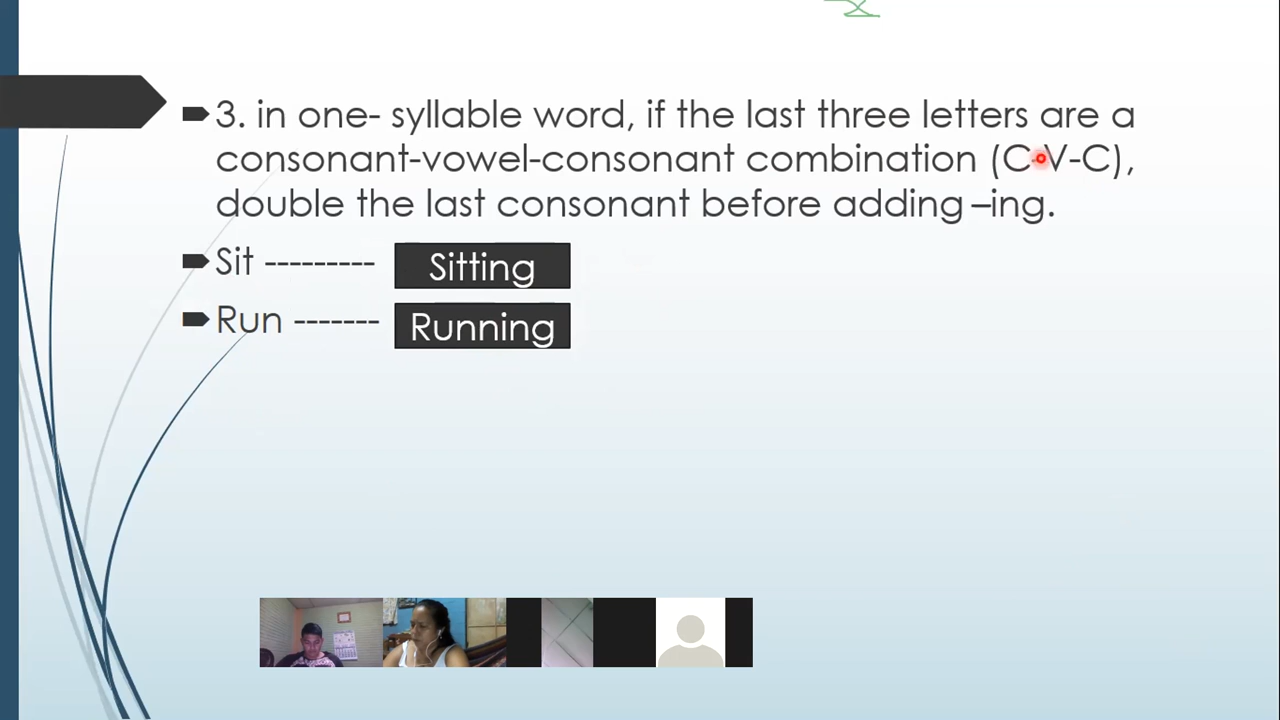 3. in one- syllable word, if the last three letters are a
consonant-vowel-consonant combination (C-V-C),
double the last consonant before adding –ing.
Sit --------- Sitting
Run ------- Running